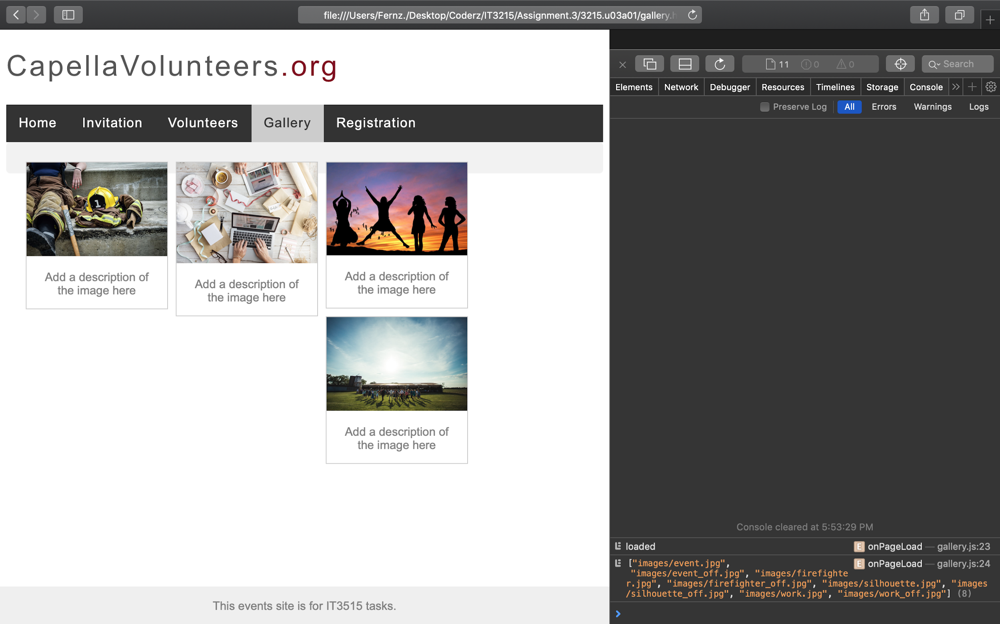 file:///Users/Fernz./Desktop/Coderz/IT3215/Assignment.3/3215.u03a01/gallery.h
CapellaVolunteers.org
Home Invitation Volunteers Gallery Registration
1
Add a description of
the image here
Add a description of
the image here
Add a description of
the image here
Add a description of
the image here
This events site is for IT3515 tasks.
11 0 0 Search
Elements Network Debugger Resources Timelines Storage Console
Preserve Log All Errors Warnings Logs
Console cleared at 5:53:29 PM
loaded E onPageLoad — gallery.js:23
["images/event.jpg", E onPageLoad — gallery.js:24
"images/event_off.jpg", "images/firefighte
r.jpg", "images/firefighter_off.jpg", "images/silhouette.jpg", "images
/silhouette_off.jpg", "images/work.jpg", "images/work_off.jpg"] (8)